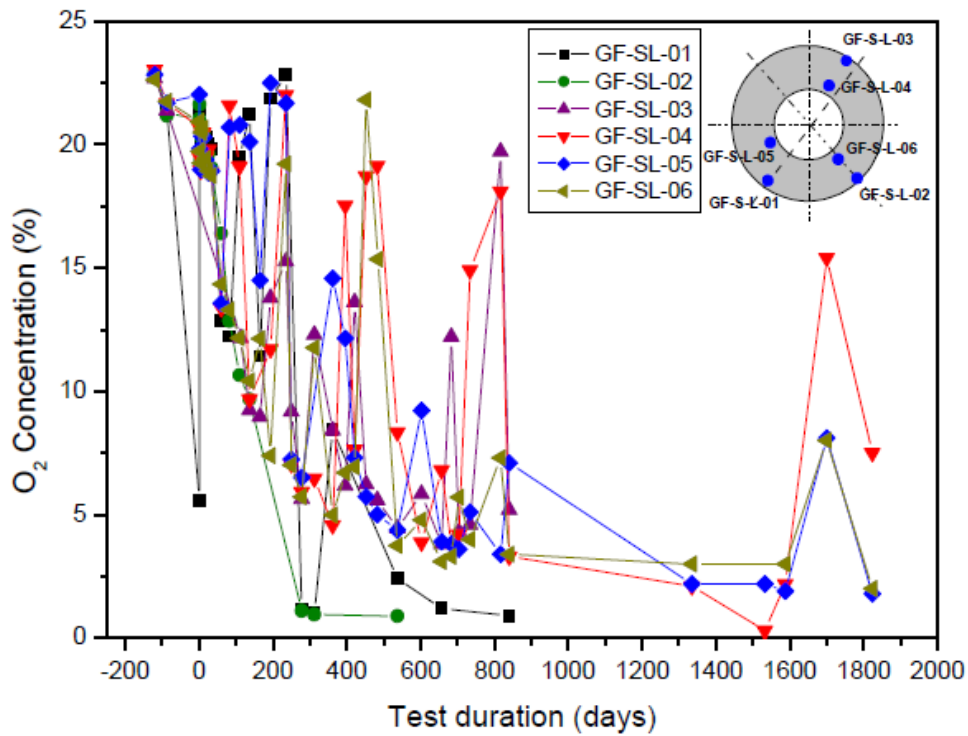 25
20
15
10
5
0
O2 Concentration (%)
-200
0
200
400
600
800
1000
1200
1400
1600
1800
2000
Test duration (days)
GF-SL-01
GF-SL-02
GF-SL-03
GF-SL-04
GF-SL-05
GF-SL-06
GF-S-L-03
GF-S-L-04
GF-S-L-06
GF-S-L-05
GF-S-L-02
GF-S-L-01